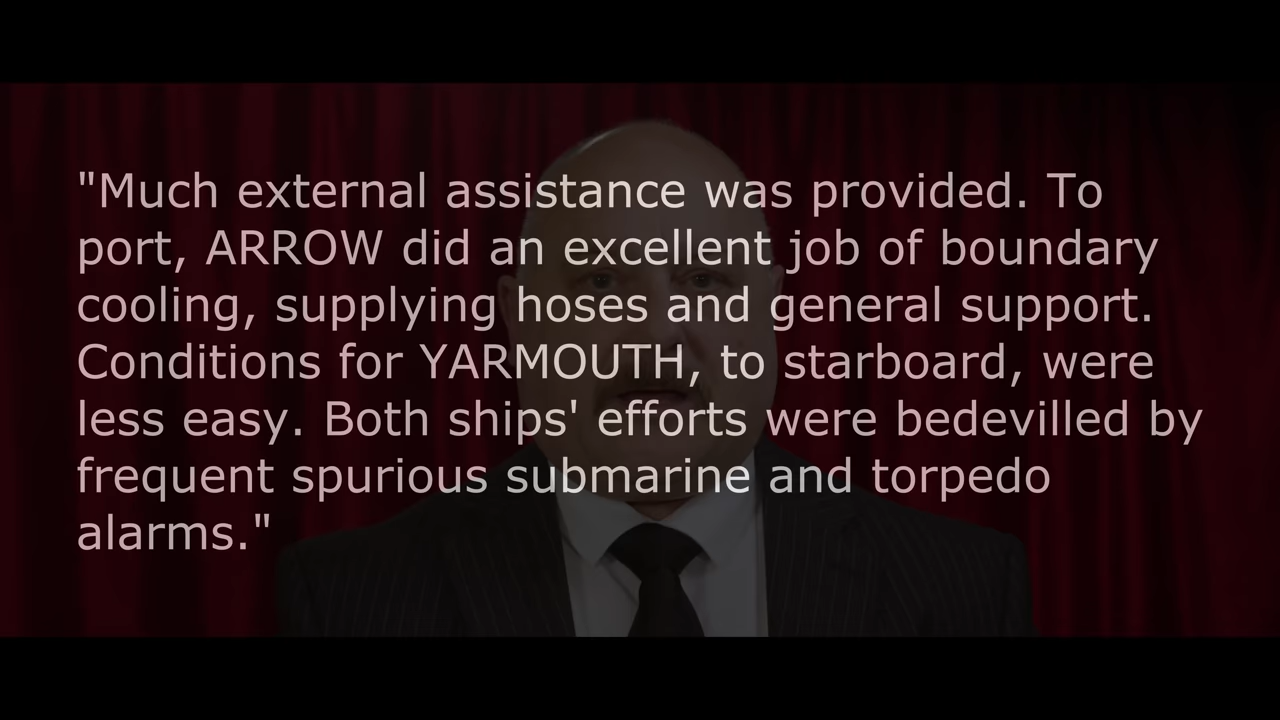 "Much external assistance was provided. To
port, ARROW did an excellent job of boundary
cooling, supplying hoses and general support.
Conditions for YARMOUTH, to starboard, were
less easy. Both ships' efforts were bedevilled by
frequent spurious submarine and torpedo
alarms."